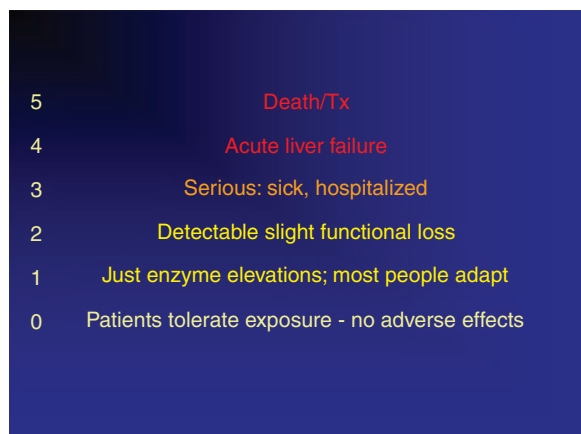 5 Death/Tx
4 Acute liver failure
3 Serious: sick, hospitalized
2 Detectable slight functional loss
1 Just enzyme elevations; most people adapt
0 Patients tolerate exposure - no adverse effects